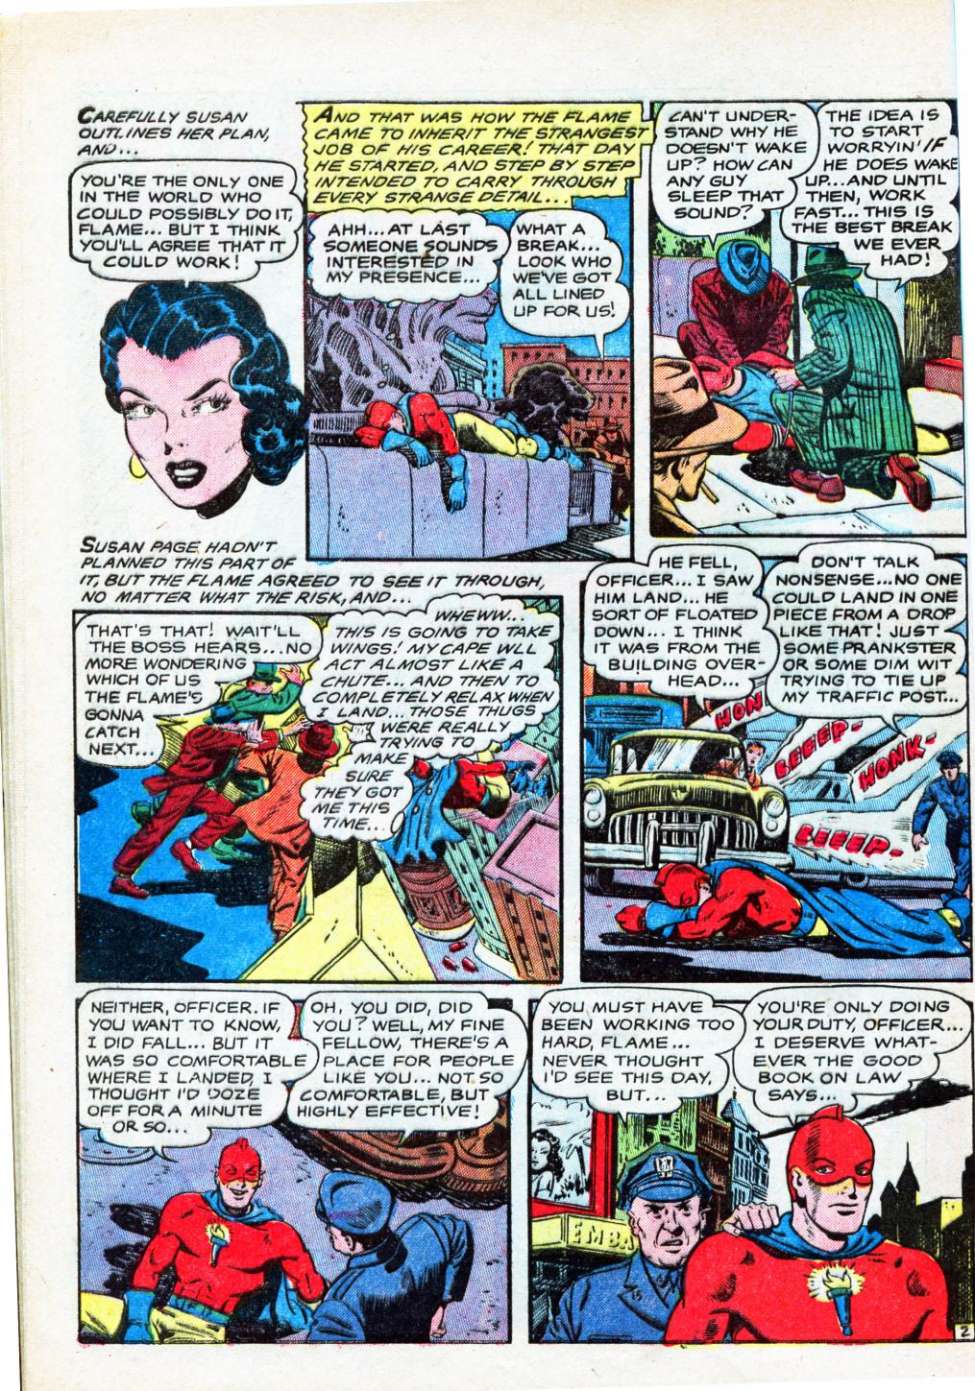 CAREFULLY SUSAN
OUTLINES HER PLAN,
AND...
YOU'RE THE ONLY ONE
IN THE WORLD WHO
COULD POSSIBLY DO IT,
FLAME... BUT I THINK
YOU'LL AGREE THAT IT
COULD WORK!
AND THAT WAS HOW THE FLAME
CAME TO INHERIT THE STRANGEST
JOB OF HIS CAREER! THAT DAY
HE STARTED, AND STEP BY STEP
INTENDED TO CARRY THROUGH
EVERY STRANGE DETAIL...
AHH... AT LAST
SOMEONE SOUNDS
INTERESTED IN
MY PRESENCE...
WHAT A
BREAK...
LOOK WHO
WE'VE GOT
ALL LINED
UP FOR US!
CAN'T UNDER-
STAND WHY HE
DOESN'T WAKE
UP? HOW CAN
ANY GUY
SLEEP THAT
SOUND?
THE IDEA IS
TO START
WORRYIN' IF
HE DOES WAKE
UP... AND UNTIL
THEN, WORK
FAST... THIS IS
THE BEST BREAK
WE EVER
HAD!
SUSAN PAGE HADN'T
PLANNED THIS PART OF
IT, BUT THE FLAME AGREED TO SEE IT THROUGH,
NO MATTER WHAT THE RISK, AND...
THAT'S THAT! WAIT'LL
THE BOSS HEARS... NO
MORE WONDERING
WHICH OF US
THE FLAME'S
GONNA
CATCH
NEXT...
WHEWW...
THIS IS GOING TO TAKE
WINGS! MY CAPE WLL
ACT ALMOST LIKE A
CHUTE... AND THEN TO
COMPLETELY RELAX WHEN
I LAND... THOSE THUGS
WERE REALLY
TRYING TO
MAKE
SURE
THEY GOT
ME THIS
TIME...
HE FELL,
OFFICER... I SAW
HIM LAND... HE
SORT OF FLOATED
DOWN... I THINK
IT WAS FROM THE
BUILDING OVER-
HEAD...
DON'T TALK
NONSENSE... NO ONE
COULD LAND IN ONE
PIECE FROM A DROP
LIKE THAT! JUST
SOME PRANKSTER
OR SOME DIM WIT
TRYING TO TIE UP
MY TRAFFIC POST...
HON
BEEEP-
HONK-
BEEEP-
NEITHER, OFFICER. IF
YOU WANT TO KNOW,
I DID FALL... BUT IT
WAS SO COMFORTABLE
WHERE I LANDED, I
THOUGHT I'D DOZE
OFF FOR A MINUTE
OR SO...
OH, YOU DID, DID
YOU? WELL, MY FINE
FELLOW, THERE'S A
PLACE FOR PEOPLE
LIKE YOU... NOT SO
COMFORTABLE, BUT
HIGHLY EFFECTIVE!
YOU MUST HAVE
BEEN WORKING TOO
HARD, FLAME...
NEVER THOUGHT
I'D SEE THIS DAY,
BUT...
YOU'RE ONLY DOING
YOUR DUTY, OFFICER...
I DESERVE WHAT-
EVER THE GOOD
BOOK ON LAW
SAYS...
EMBA
2